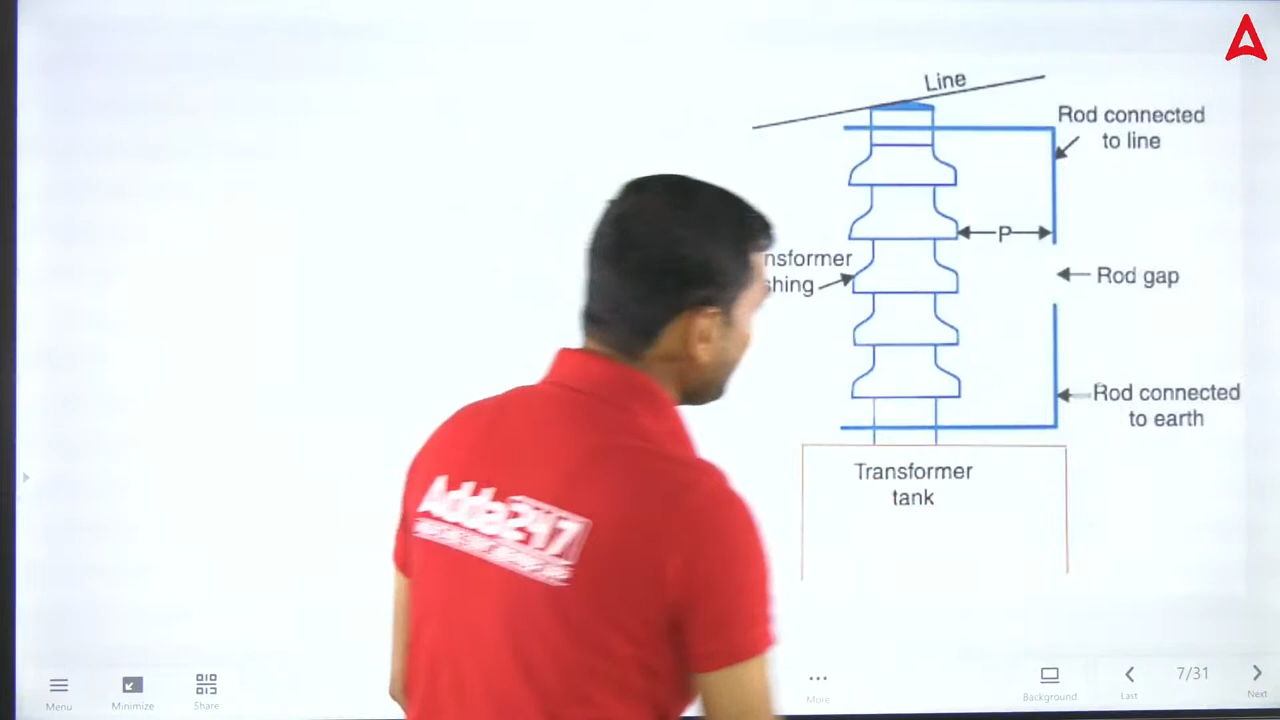 Line
Rod connected
to line
P
nsformer
shing
Rod gap
Rod connected
to earth
Transformer
tank
Adda247
Menu
Minimize
Share
More
Background
Last
7/31
Next